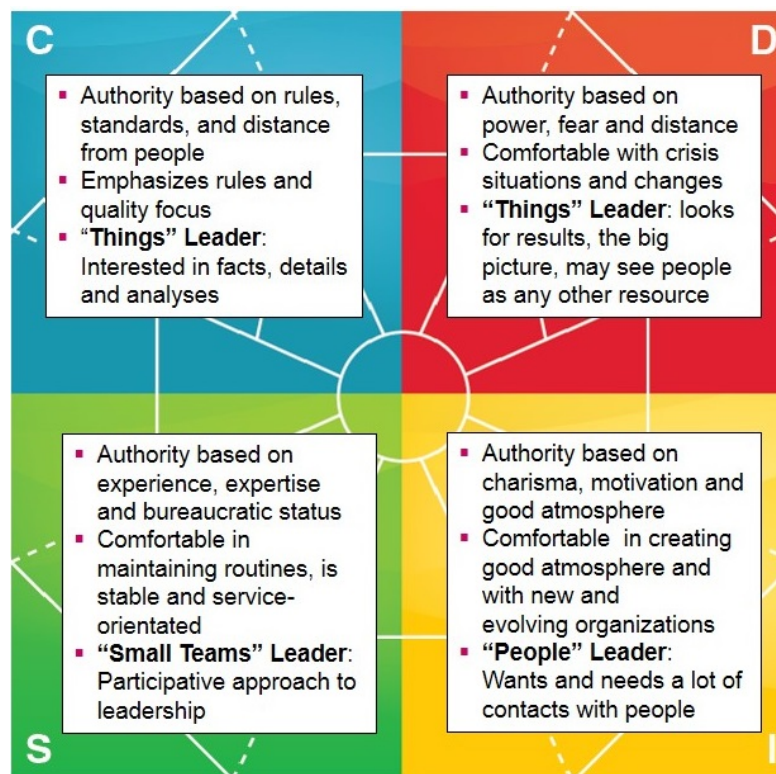 C
▪ Authority based on rules,
standards, and distance
from people
▪ Emphasizes rules and
quality focus
▪ “Things” Leader:
Interested in facts, details
and analyses
D
▪ Authority based on
power, fear and distance
▪ Comfortable with crisis
situations and changes
▪ “Things” Leader: looks
for results, the big
picture, may see people
as any other resource
▪ Authority based on
experience, expertise
and bureaucratic status
▪ Comfortable in
maintaining routines, is
stable and service-
orientated
▪ “Small Teams” Leader:
Participative approach to
leadership
S
▪ Authority based on
charisma, motivation and
good atmosphere
▪ Comfortable in creating
good atmosphere and
with new and
evolving organizations
▪ “People” Leader:
Wants and needs a lot of
contacts with people
I